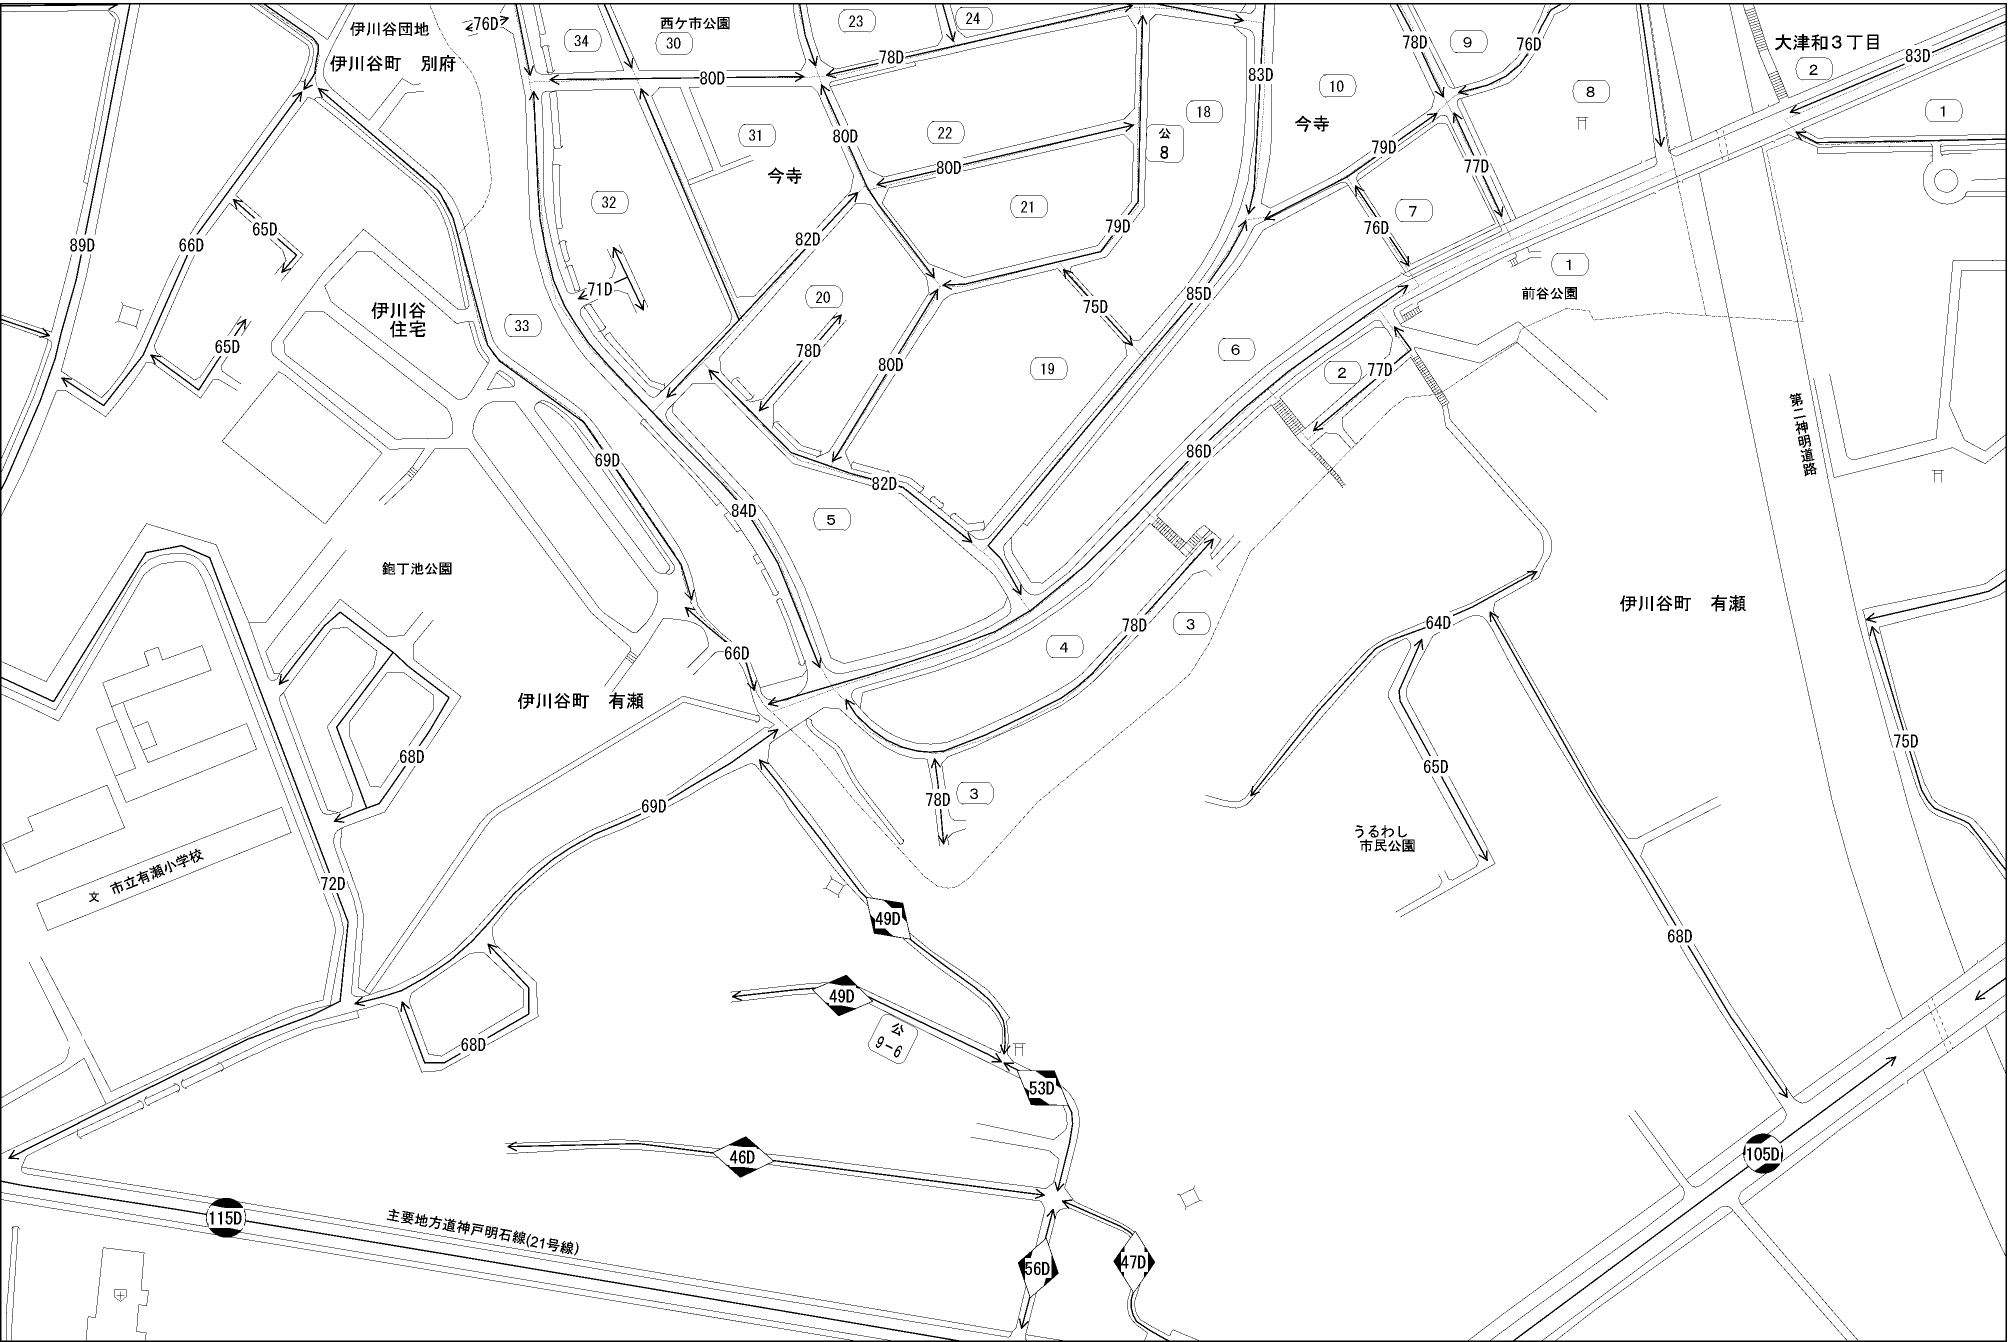 伊川谷団地
76D
34
西ケ市公園
30
23
24
78D
9
76D
大津和３丁目
2
83D
伊川谷町　別府
78D
80D
83D
10
8
1
31
80D
22
公
8
18
今寺
79D
77D
今寺
80D
32
21
7
65D
89D
66D
82D
79D
76D
1
前谷公園
71D
20
75D
85D
伊川谷
住宅
33
65D
78D
80D
19
6
2
77D
第二神明道路
69D
82D
86D
84D
5
鉋丁池公園
伊川谷町　有瀬
78D
3
64D
66D
4
伊川谷町　有瀬
68D
75D
65D
69D
78D
3
うるわし
市民公園
文 市立有瀬小学校
72D
49D
68D
49D
公
9-6
68D
53D
46D
105D
115D
主要地方道神戸明石線(21号線)
56D
47D